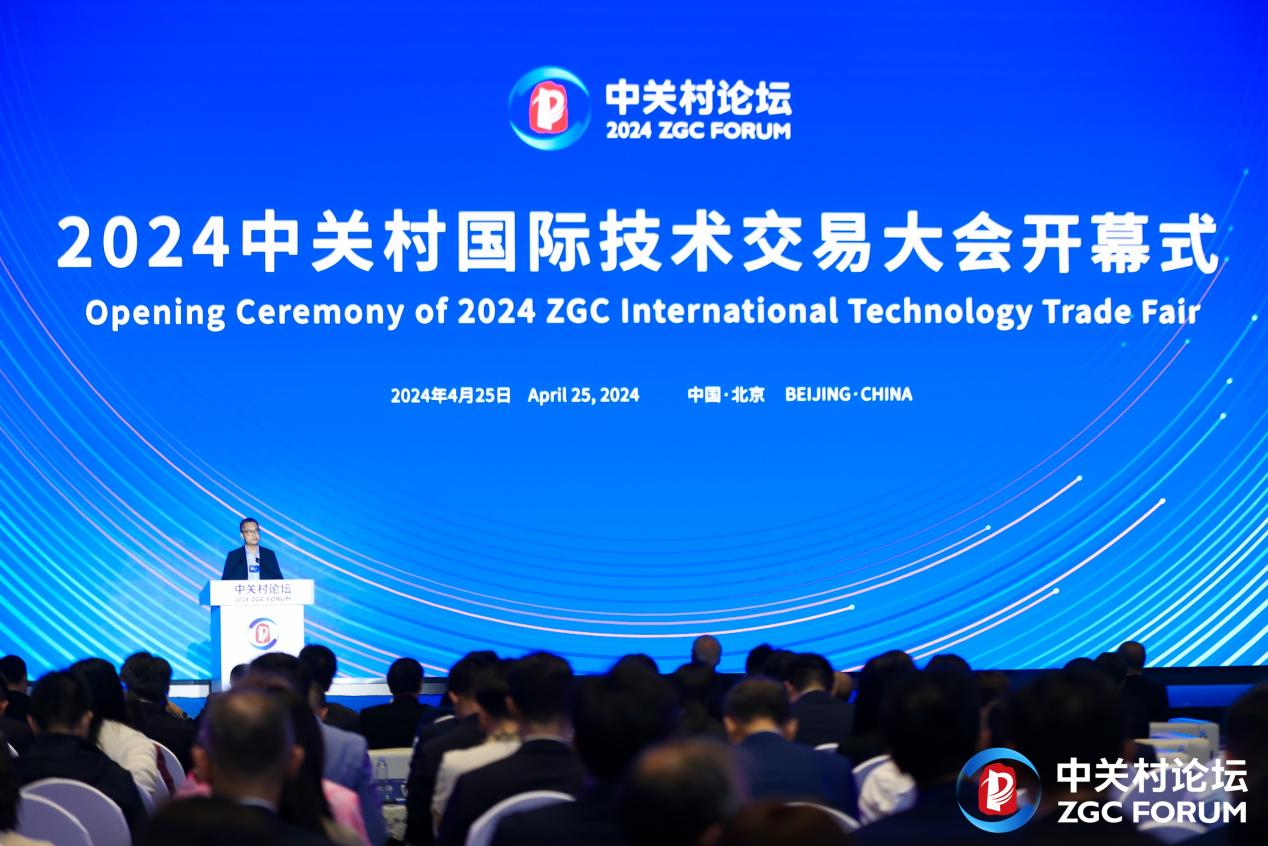 中关村论坛
2024 ZGC FORUM
2024中关村国际技术交易大会开幕式
Opening Ceremony of 2024 ZGC International Technology Trade Fair
2024年4月25日 April 25, 2024 中国·北京 BEIJING·CHINA
中关村论坛
2024 ZGC FORUM
中关村论坛
ZGC FORUM